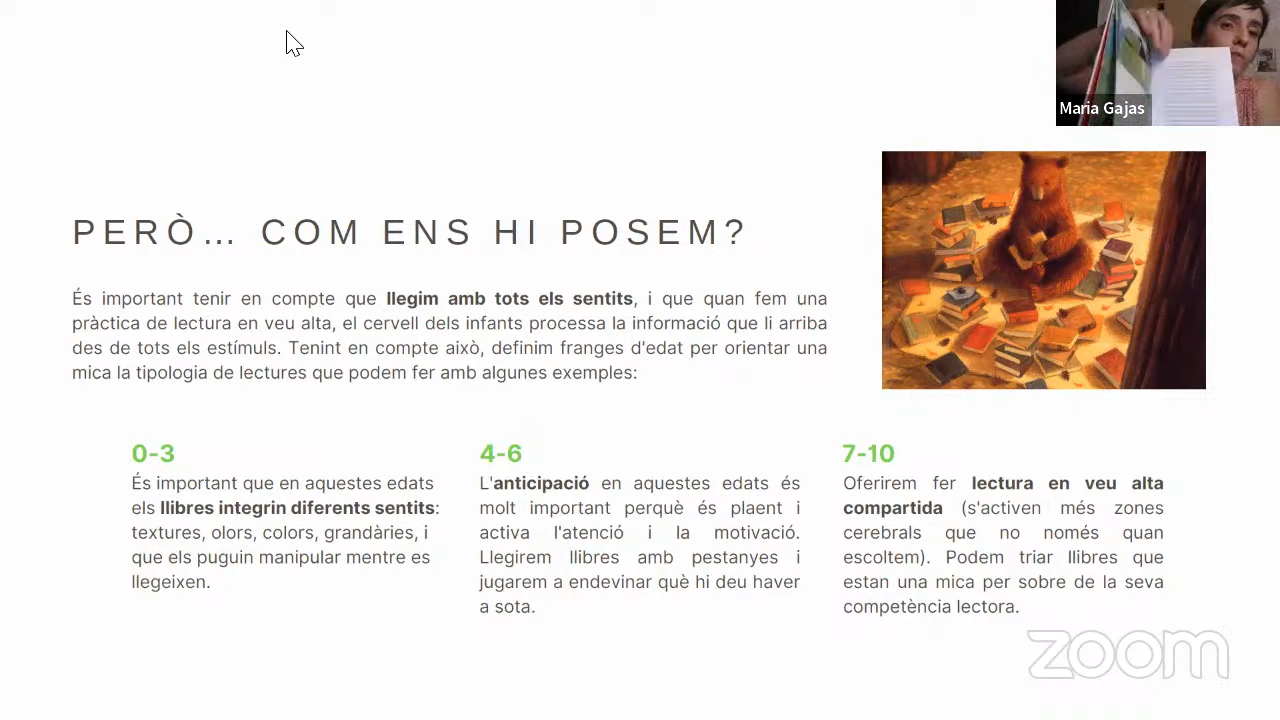 Maria Gajas
PERÒ... COM ENS HI POSEM?
És important tenir en compte que llegim amb tots els sentits, i que quan fem una
pràctica de lectura en veu alta, el cervell dels infants processa la informació que li arriba
des de tots els estímuls. Tenint en compte això, definim franges d'edat per orientar una
mica la tipologia de lectures que podem fer amb algunes exemples:
0-3
És important que en aquestes edats
els llibres integrin diferents sentits:
textures, olors, colors, grandàries, i
que els puguin manipular mentre es
llegeixen.
4-6
L'anticipació en aquestes edats és
molt important perquè és plaent i
activa l'atenció i la motivació.
Llegirem llibres amb pestanyes i
jugarem a endevinar què hi deu haver
a sota.
7-10
Oferirem fer lectura en veu alta
compartida (s'activen més zones
cerebrals que no només quan
escoltem). Podem triar llibres que
estan una mica per sobre de la seva
competència lectora.
zoom